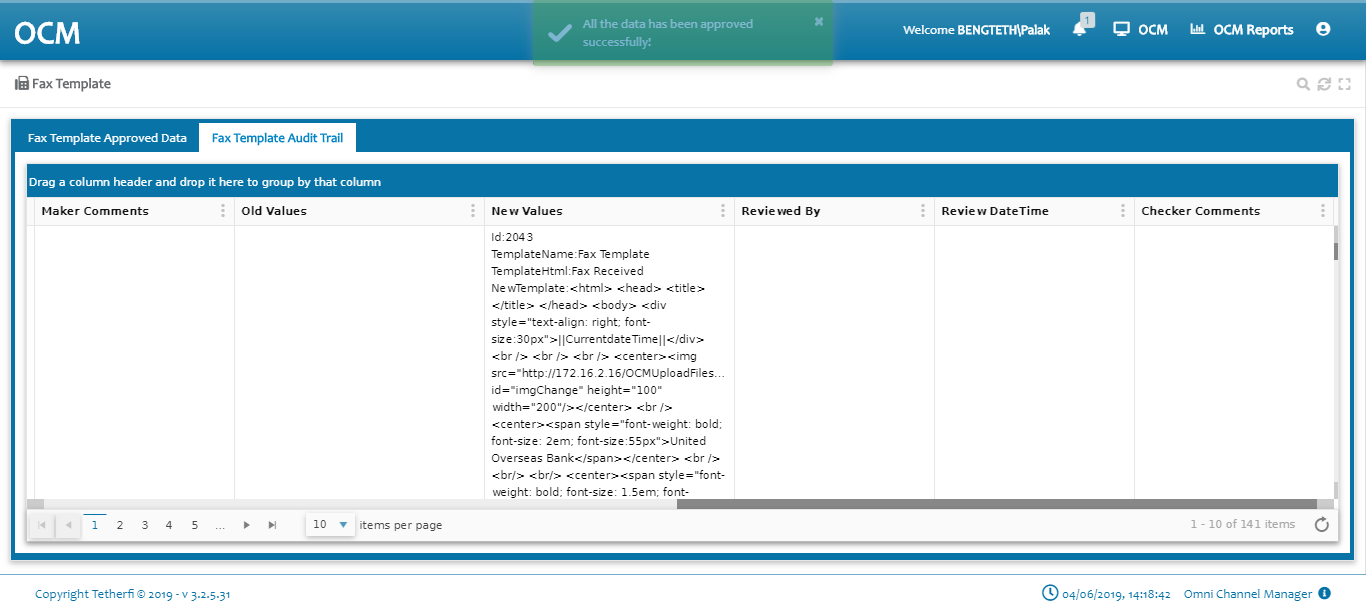 OCM
All the data has been approved
successfully!
Welcome BENGTETH\Palak
1
OCM
OCM Reports
Fax Template
Fax Template Approved Data
Fax Template Audit Trail
Drag a column header and drop it here to group by that column
Maker Comments
Old Values
New Values
Reviewed By
Review DateTime
Checker Comments
Id:2043
TemplateName:Fax Template
TemplateHtml:Fax Received
NewTemplate:<html> <head> <title>
</title> </head> <body> <div
style="text-align: right; font-
size:30px">||CurrentdateTime||</div>
<br /> <br /> <br /> <center><img
src="http://172.16.2.16/OCMUploadFiles...
id="imgChange" height="100"
width="200"/></center> <br />
<center><span style="font-weight: bold;
font-size: 2em; font-size:55px">United
Overseas Bank</span></center> <br />
<br/> <br/> <center><span style="font-
weight: bold; font-size: 1.5em; font-
1 2 3 4 5 ...
10 items per page
1 - 10 of 141 items
Copyright Tetherfi © 2019 - v 3.2.5.31
04/06/2019, 14:18:42
Omni Channel Manager